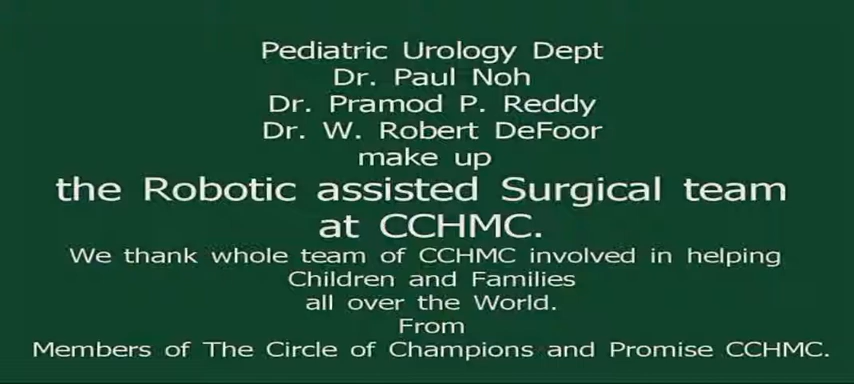 Pediatric Urology Dept
Dr. Paul Noh
Dr. Pramod P. Reddy
Dr. W. Robert DeFoor
make up
the Robotic assisted Surgical team
at CCHMC.
We thank whole team of CCHMC involved in helping
Children and Families
all over the World.
From
Members of The Circle of Champions and Promise CCHMC.